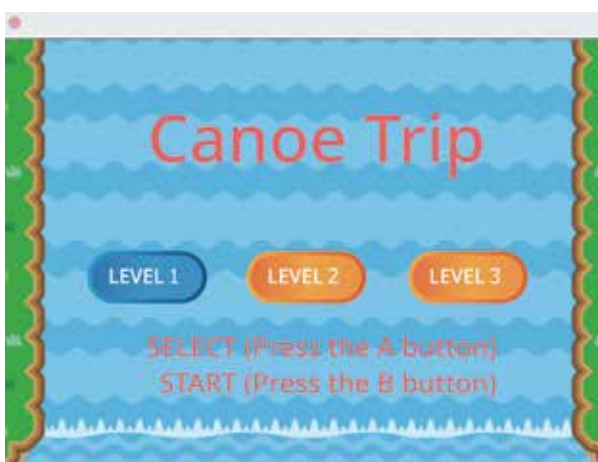 Canoe Trip
LEVEL 1 LEVEL 2 LEVEL 3
SELECT (Press the A button)
START (Press the B button)